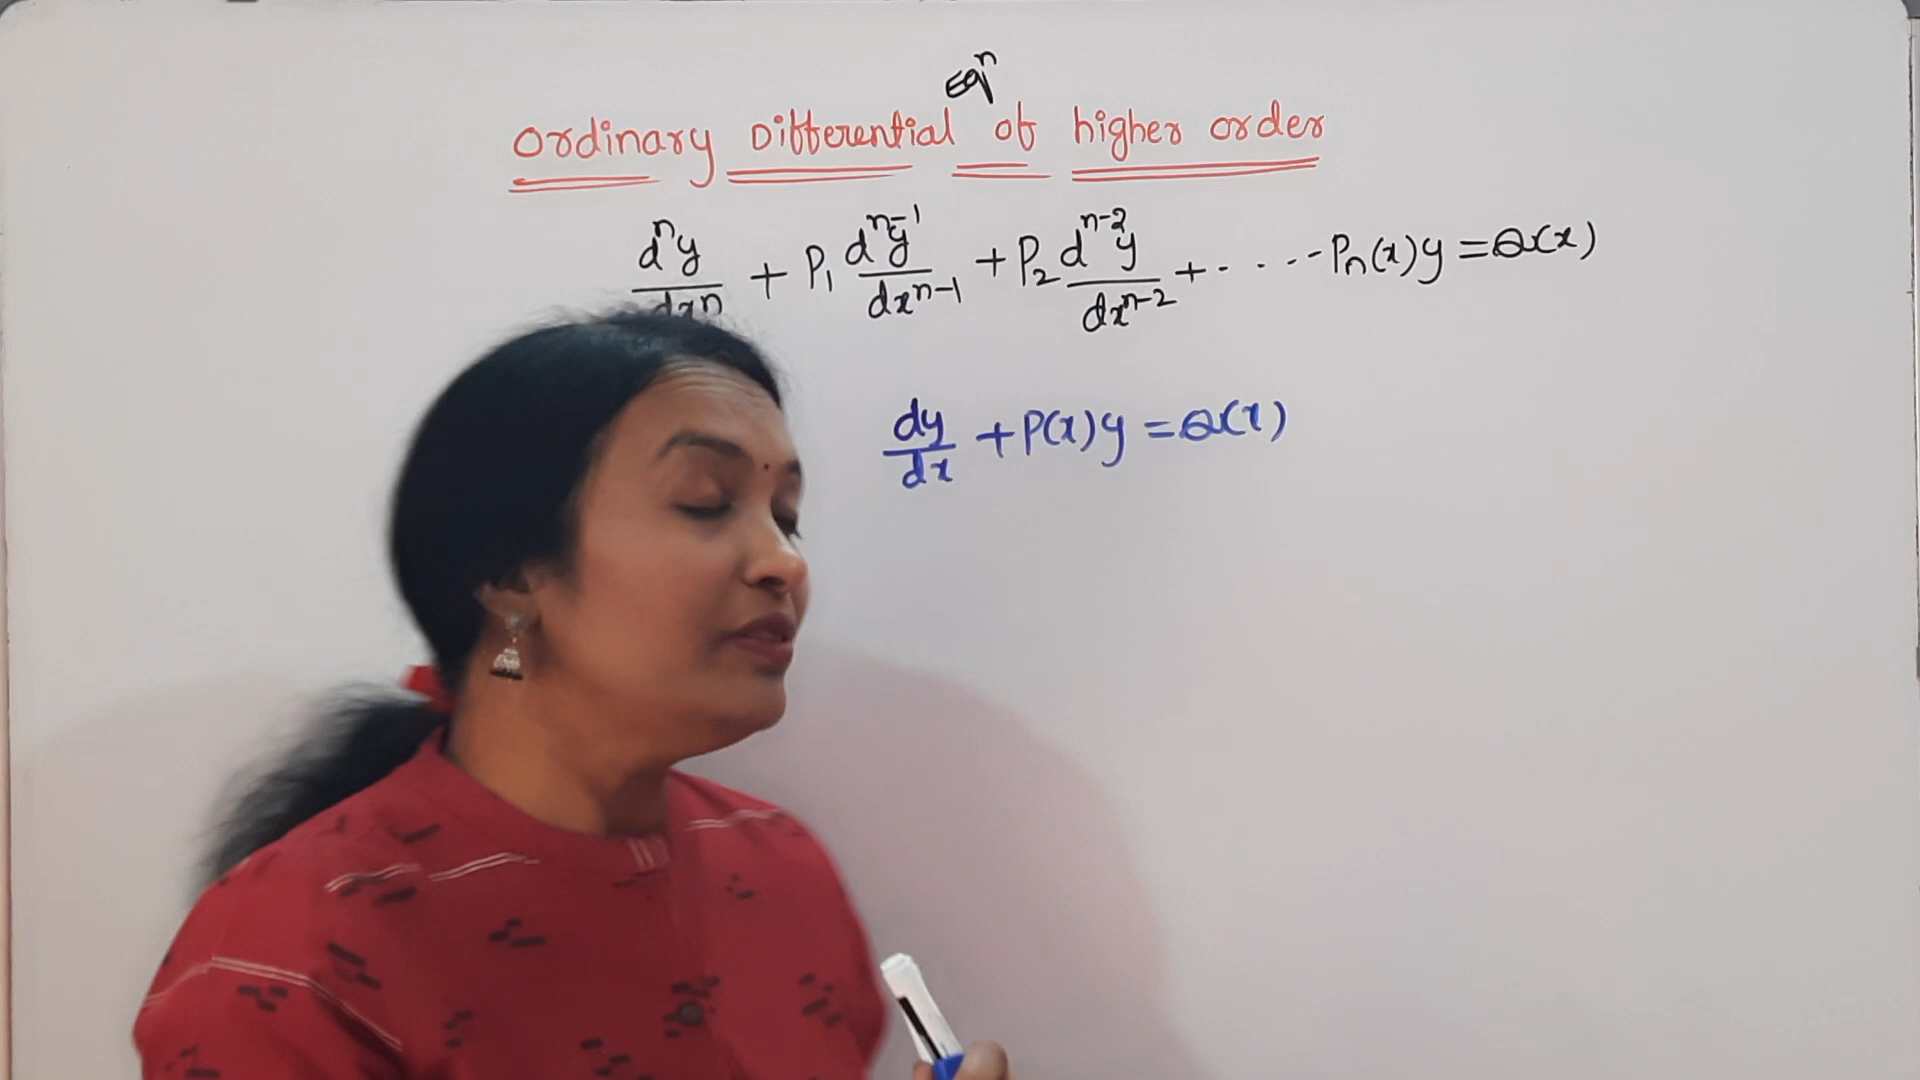 Ordinary Differential Eqⁿ of higher order
dⁿy/dxⁿ + P₁ dⁿ⁻¹y/dxⁿ⁻¹ + P₂ dⁿ⁻²y/dxⁿ⁻² + ..... Pₙ(x)y = Q(x)
dy/dx + P(x)y = Q(x)